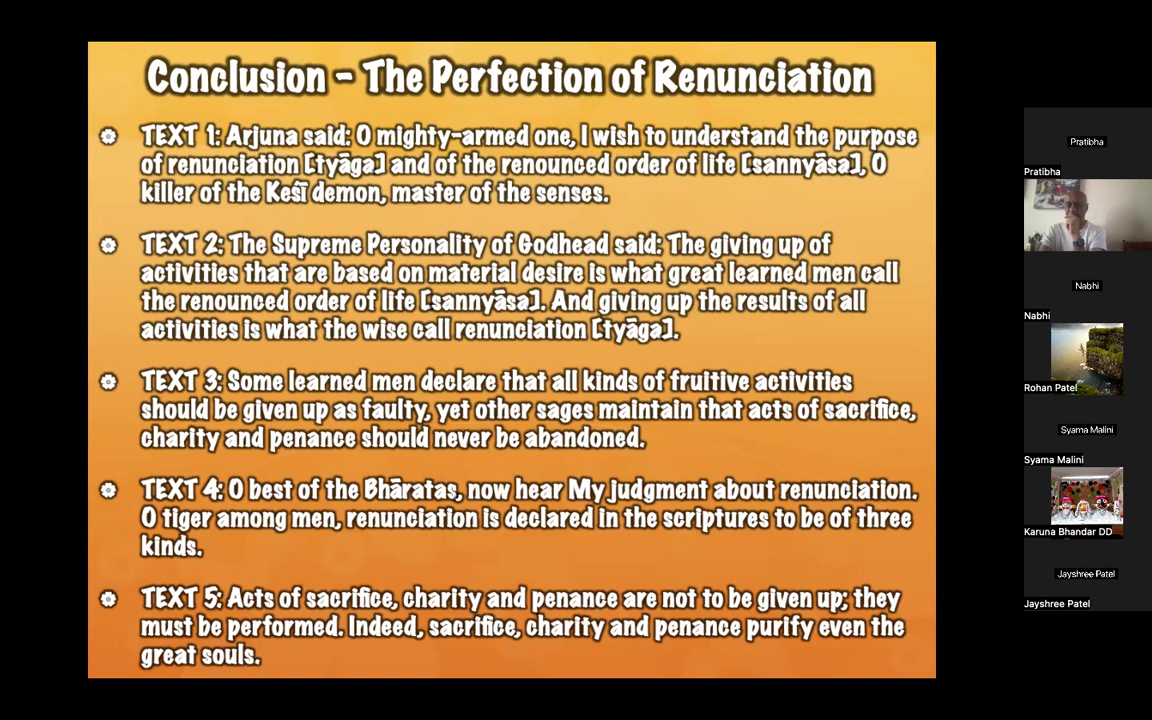 Conclusion - The Perfection of Renunciation
TEXT 1: Arjuna said: O mighty-armed one, I wish to understand the purpose
of renunciation [tyāga] and of the renounced order of life [sannyāsa], O
killer of the Keśī demon, master of the senses.
TEXT 2: The Supreme Personality of Godhead said: The giving up of
activities that are based on material desire is what great learned men call
the renounced order of life [sannyāsa]. And giving up the results of all
activities is what the wise call renunciation [tyāga].
TEXT 3: Some learned men declare that all kinds of fruitive activities
should be given up as faulty, yet other sages maintain that acts of sacrifice,
charity and penance should never be abandoned.
TEXT 4: O best of the Bhāratas, now hear My judgment about renunciation.
O tiger among men, renunciation is declared in the scriptures to be of three
kinds.
TEXT 5: Acts of sacrifice, charity and penance are not to be given up; they
must be performed. Indeed, sacrifice, charity and penance purify even the
great souls.
Pratibha
Pratibha
Nabhi
Nabhi
Rohan Patel
Syama Malini
Syama Malini
Karuna Bhandar DD
Jayshree Patel
Jayshree Patel